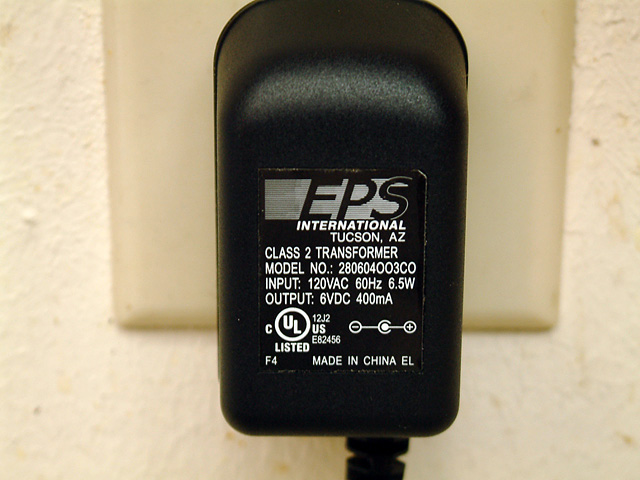 EPS
INTERNATIONAL
TUCSON, AZ
CLASS 2 TRANSFORMER
MODEL NO.: 280604OO3CO
INPUT: 120VAC 60Hz 6.5W
OUTPUT: 6VDC 400mA
C UL US 12J2
LISTED E82456
F4 MADE IN CHINA EL